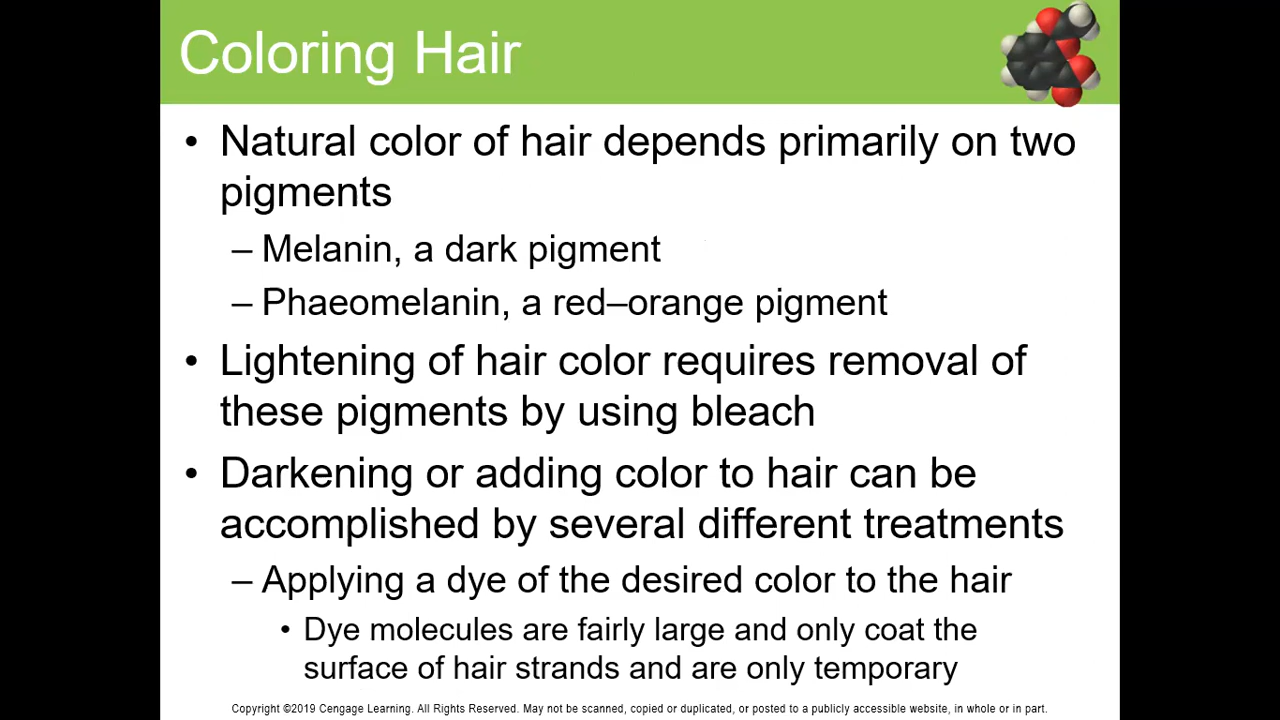 Coloring Hair
• Natural color of hair depends primarily on two
pigments
– Melanin, a dark pigment
– Phaeomelanin, a red–orange pigment
• Lightening of hair color requires removal of
these pigments by using bleach
• Darkening or adding color to hair can be
accomplished by several different treatments
– Applying a dye of the desired color to the hair
• Dye molecules are fairly large and only coat the
surface of hair strands and are only temporary
Copyright ©2019 Cengage Learning. All Rights Reserved. May not be scanned, copied or duplicated, or posted to a publicly accessible website, in whole or in part.